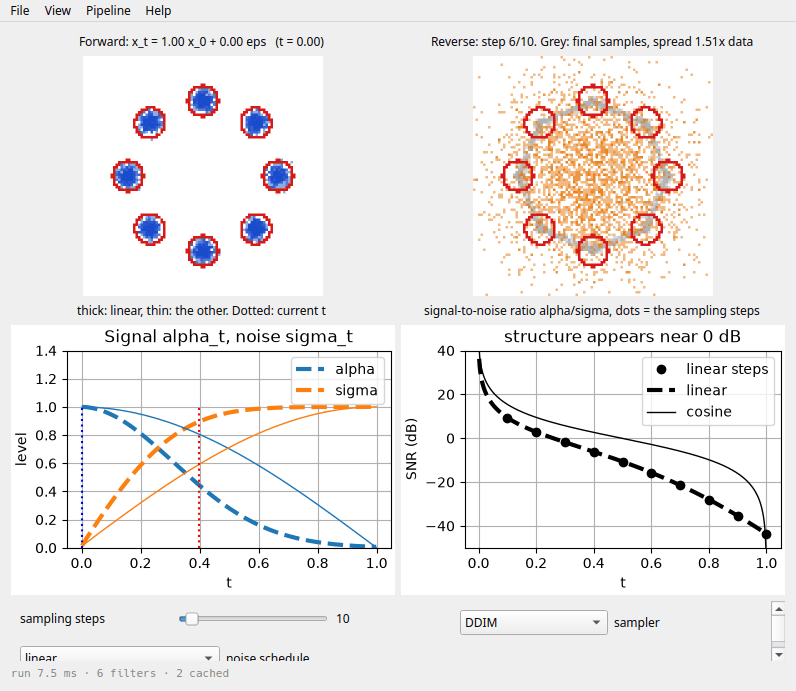 File View Pipeline Help
Forward: x_t = 1.00 x_0 + 0.00 eps (t = 0.00)
Reverse: step 6/10. Grey: final samples, spread 1.51x data
thick: linear, thin: the other. Dotted: current t
signal-to-noise ratio alpha/sigma, dots = the sampling steps
Signal alpha_t, noise sigma_t
1.4
1.2
1.0
0.8
0.6
0.4
0.2
0.0
level
alpha
sigma
0.0 0.2 0.4 0.6 0.8 1.0
t
structure appears near 0 dB
40
20
0
−20
−40
SNR (dB)
linear steps
linear
cosine
0.0 0.2 0.4 0.6 0.8 1.0
t
sampling steps 10
DDIM sampler
linear noise schedule
run 7.5 ms · 6 filters · 2 cached